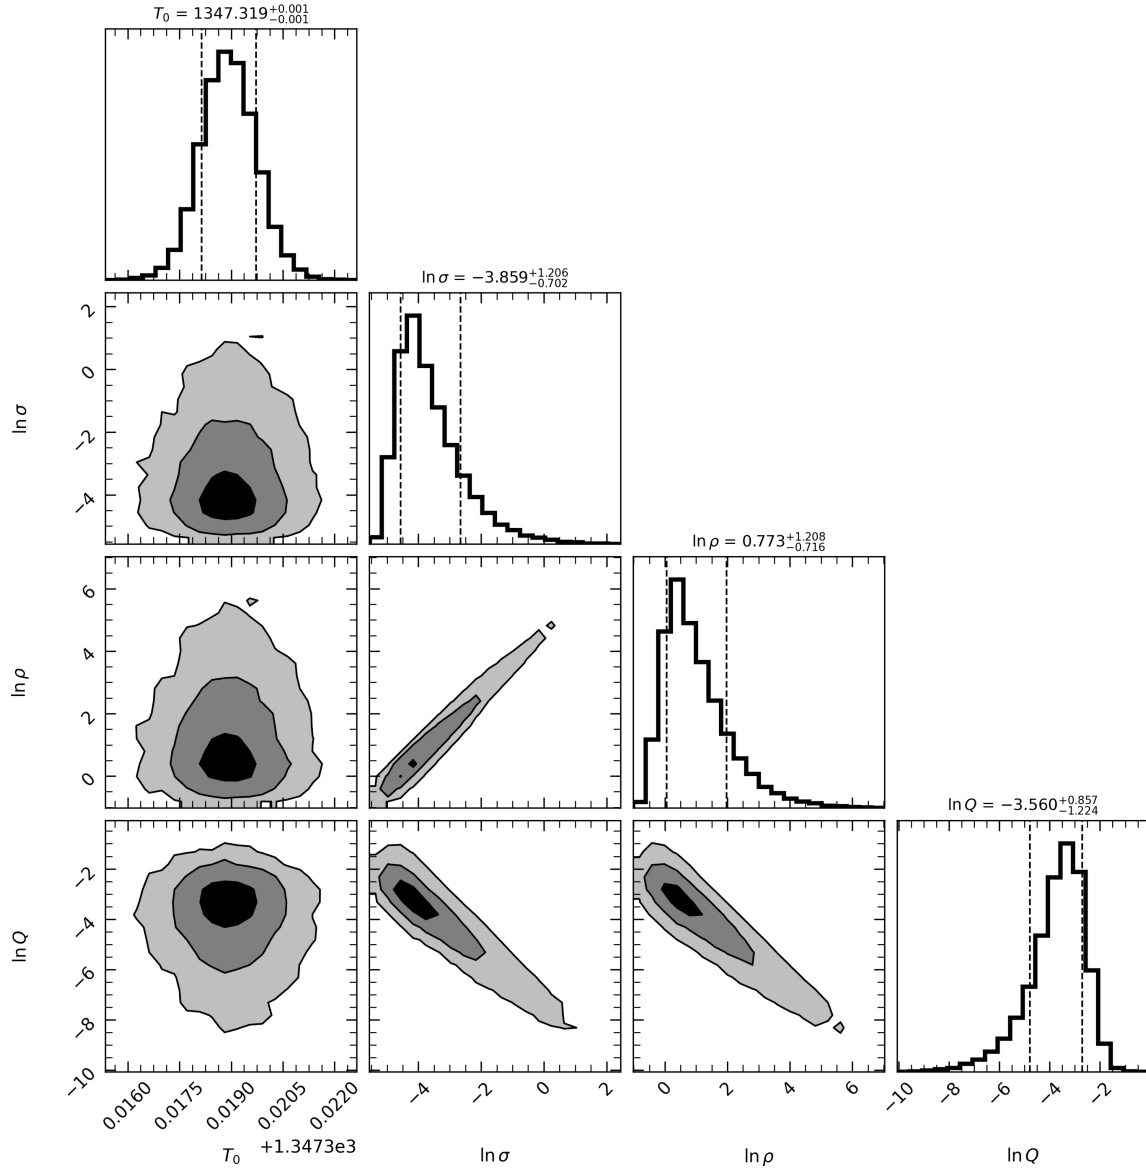 T₀ = 1347.319⁺⁰·⁰⁰¹₋₀.₀₀₁
ln σ = −3.859⁺¹·²⁰⁶₋₀.₇₀₂
2
0
−2
−4
ln σ
ln ρ = 0.773⁺¹·²⁰⁸₋₀.₇₁₆
6
4
2
0
ln ρ
ln Q = −3.560⁺⁰·⁸⁵⁷₋₁.₂₂₄
−2
−4
−6
−8
−10
ln Q
0.0160 0.0175 0.0190 0.0205 0.0220
−4 −2 0 2
0 2 4 6
−10 −8 −6 −4 −2
+1.3473e3
T₀ ln σ ln ρ ln Q